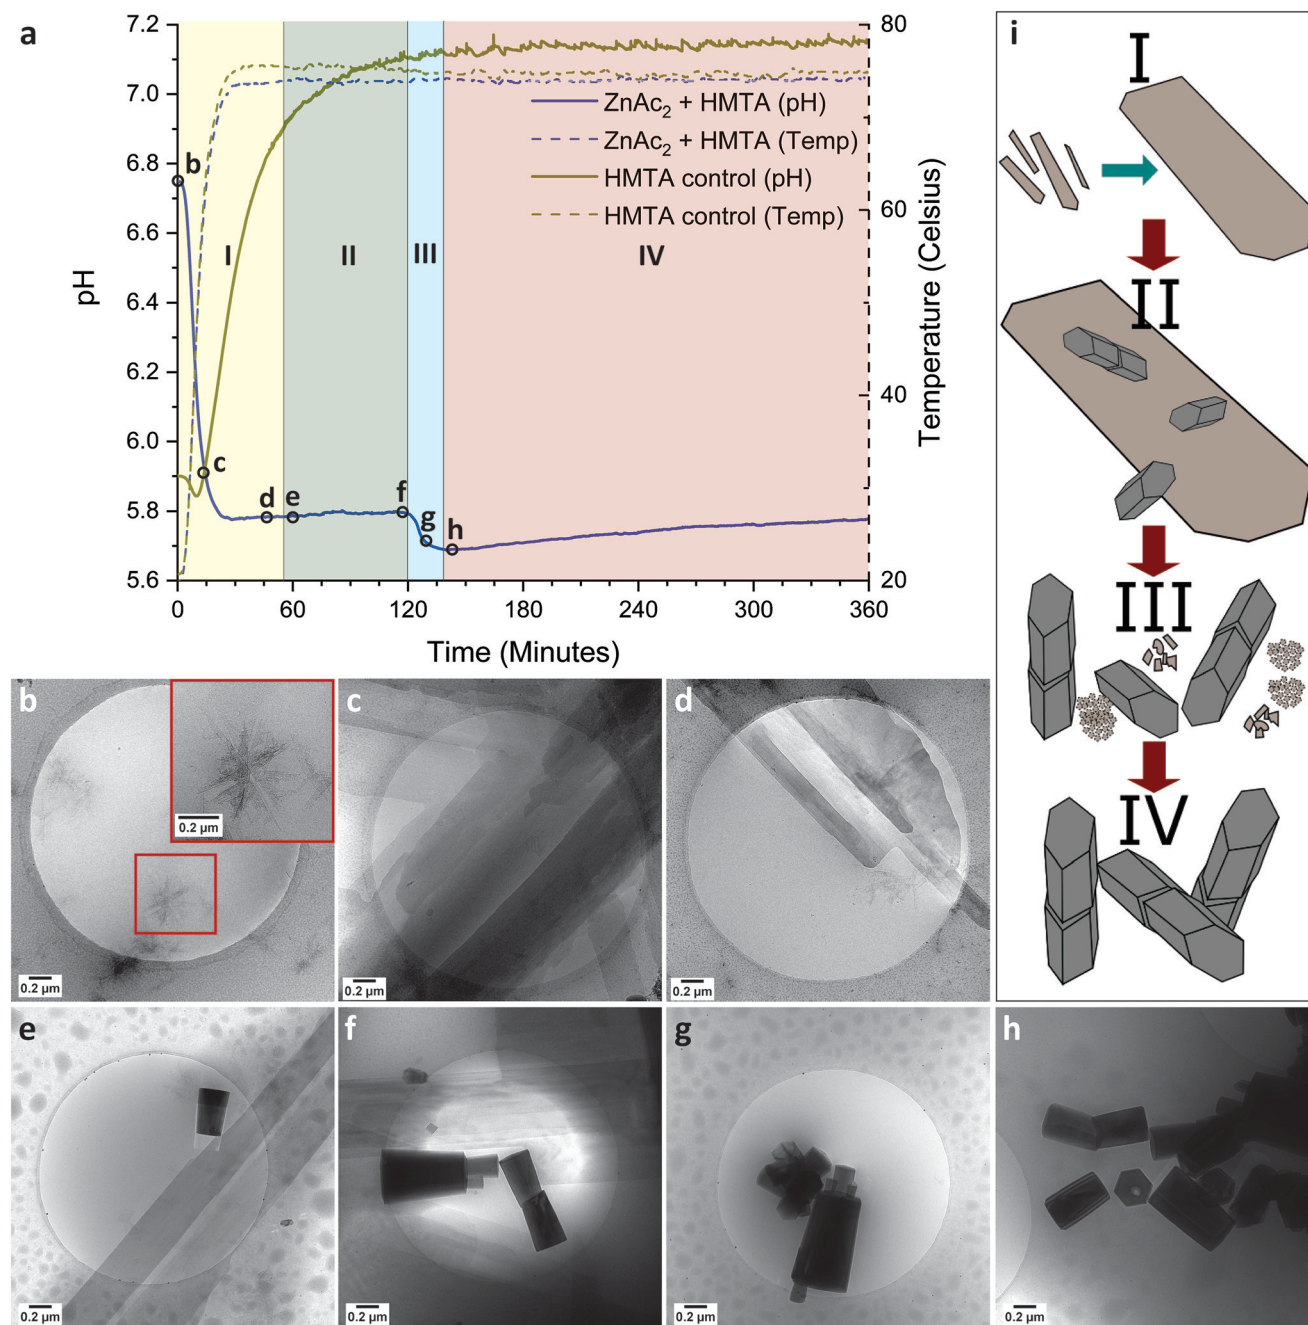 a
7.2
7.0
6.8
6.6
6.4
6.2
6.0
5.8
5.6
pH
80
60
40
20
Temperature (Celsius)
0
60
120
180
240
300
360
Time (Minutes)
ZnAc₂ + HMTA (pH)
ZnAc₂ + HMTA (Temp)
HMTA control (pH)
HMTA control (Temp)
I
II
III
IV
b
c
d
e
f
g
h
i
I
II
III
IV
b
0.2 µm
0.2 µm
c
0.2 µm
d
0.2 µm
e
0.2 µm
f
0.2 µm
g
0.2 µm
h
0.2 µm